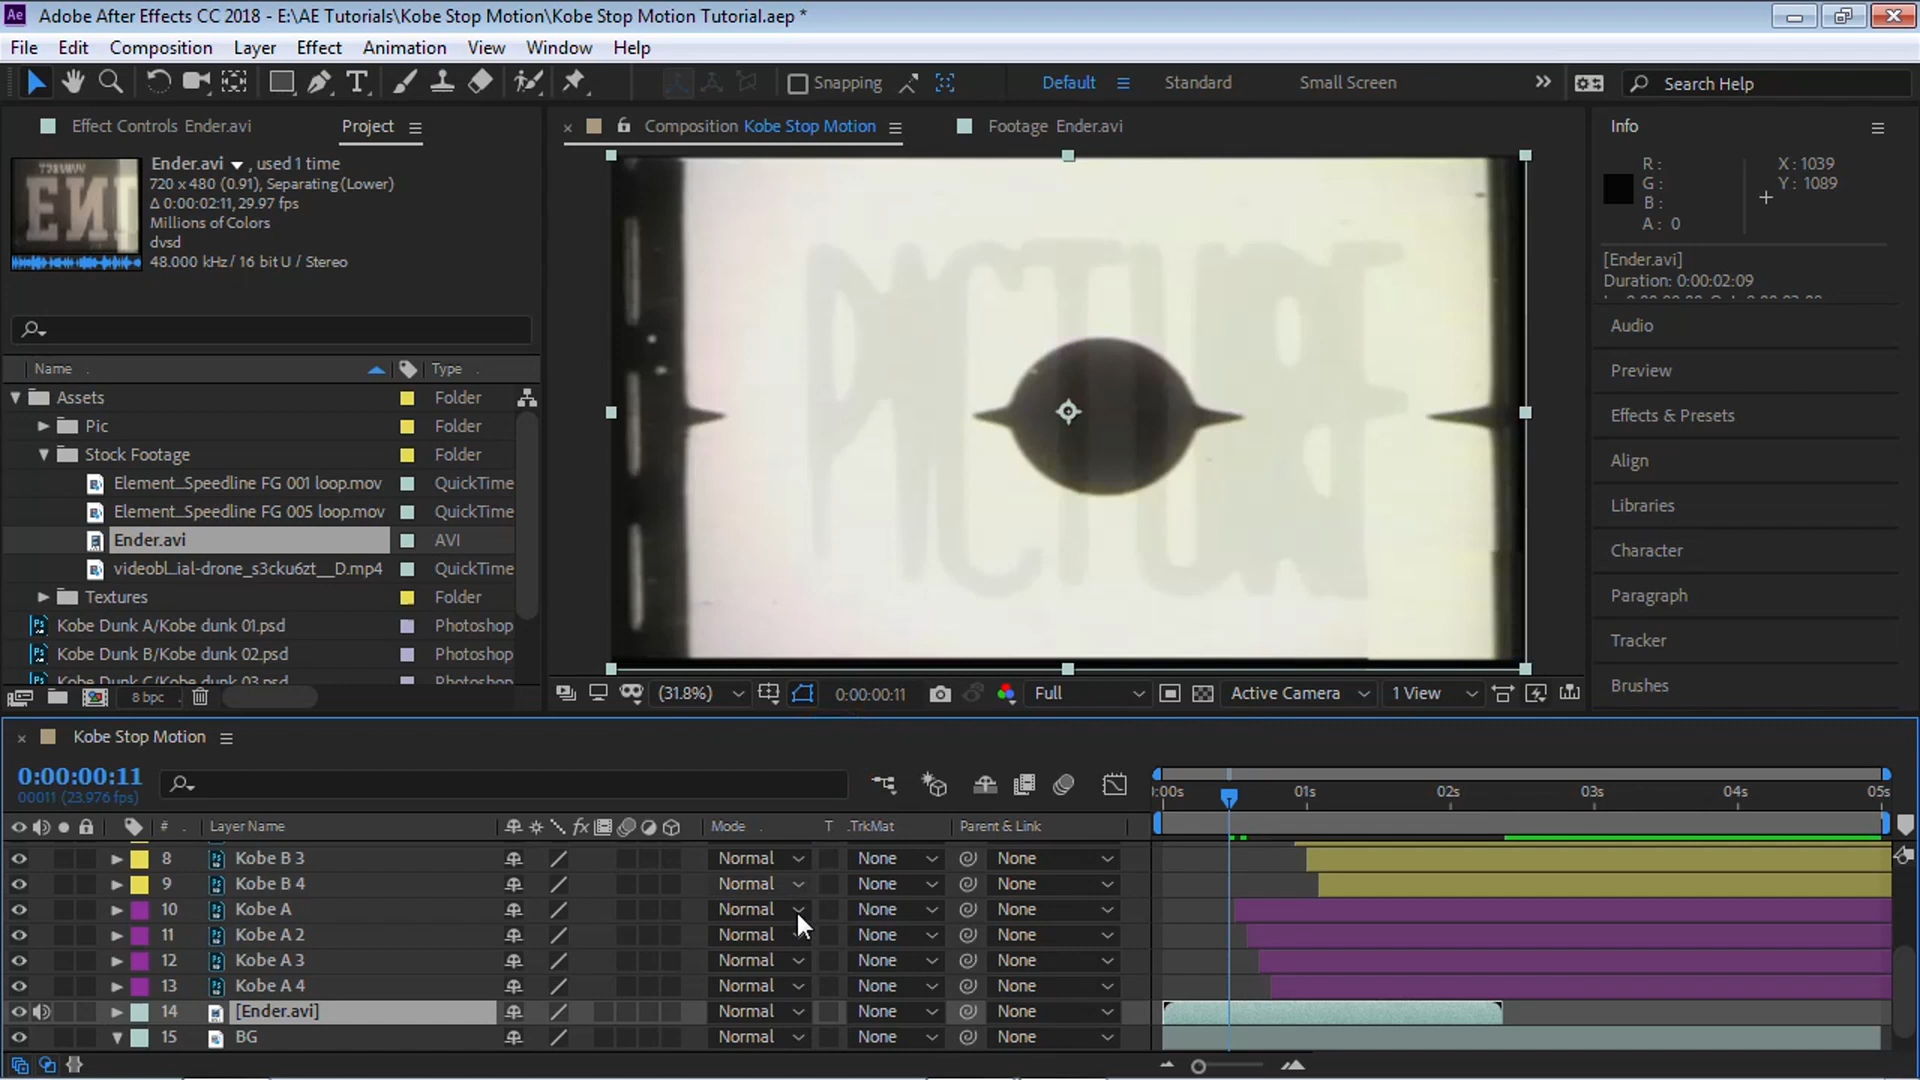 Ae Adobe After Effects CC 2018 - E:\AE Tutorials\Kobe Stop Motion\Kobe Stop Motion Tutorial.aep *
File Edit Composition Layer Effect Animation View Window Help
Snapping Default Standard Small Screen Search Help
Effect Controls Ender.avi Project
Ender.avi , used 1 time
720 x 480 (0.91), Separating (Lower)
Δ 0:00:02:11, 29.97 fps
Millions of Colors
dvsd
48.000 kHz / 16 bit U / Stereo
Name Type
Assets Folder
Pic Folder
Stock Footage Folder
Element_Speedline FG 001 loop.mov QuickTime
Element_Speedline FG 005 loop.mov QuickTime
Ender.avi AVI
videobl_ial-drone_s3cku6zt__D.mp4 QuickTime
Textures Folder
Kobe Dunk A/Kobe dunk 01.psd Photoshop
Kobe Dunk B/Kobe dunk 02.psd Photoshop
Kobe Dunk C/Kobe dunk 03.psd Photoshop
8 bpc
Composition Kobe Stop Motion Footage Ender.avi
PICTURE
(31.8%) 0:00:00:11 Full Active Camera 1 View
Info
R : X : 1039
G : Y : 1089
B :
A : 0
[Ender.avi]
Duration: 0:00:02:09
Audio
Preview
Effects & Presets
Align
Libraries
Character
Paragraph
Tracker
Brushes
Kobe Stop Motion
0:00:00:11
00011 (23.976 fps)
:00s 01s 02s 03s 04s 05s
# Layer Name Mode T .TrkMat Parent & Link
8 Kobe B 3 Normal None None
9 Kobe B 4 Normal None None
10 Kobe A Normal None None
11 Kobe A 2 Normal None None
12 Kobe A 3 Normal None None
13 Kobe A 4 Normal None None
14 [Ender.avi] Normal None None
15 BG Normal None None